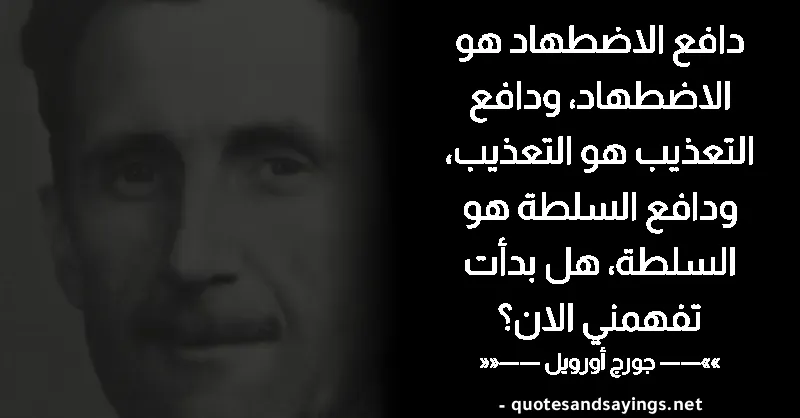 دافع الاضطهاد هو
الاضطهاد، ودافع
التعذيب هو التعذيب،
ودافع السلطة هو
السلطة، هل بدأت
تفهمني الان؟
»»—— جورج أورويل ——««
- quotesandsayings.net